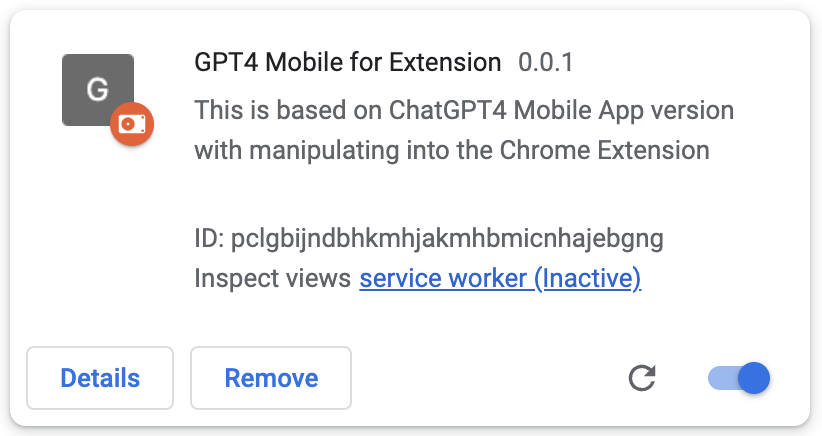 G
GPT4 Mobile for Extension 0.0.1
This is based on ChatGPT4 Mobile App version
with manipulating into the Chrome Extension
ID: pclgbijndbhkmhjakmhbmicnhajebgng
Inspect views service worker (Inactive)
Details Remove